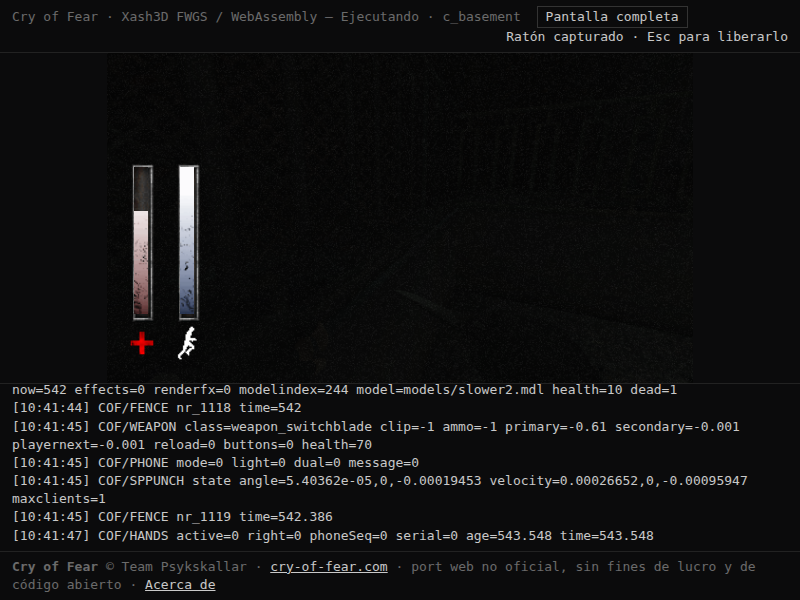 Cry of Fear · Xash3D FWGS / WebAssembly — Ejecutando · c_basement Pantalla completa
Ratón capturado · Esc para liberarlo
now=542 effects=0 renderfx=0 modelindex=244 model=models/slower2.mdl health=10 dead=1
[10:41:44] COF/FENCE nr_1118 time=542
[10:41:45] COF/WEAPON class=weapon_switchblade clip=-1 ammo=-1 primary=-0.61 secondary=-0.001
playernext=-0.001 reload=0 buttons=0 health=70
[10:41:45] COF/PHONE mode=0 light=0 dual=0 message=0
[10:41:45] COF/SPPUNCH state angle=5.40362e-05,0,-0.00019453 velocity=0.00026652,0,-0.00095947
maxclients=1
[10:41:45] COF/FENCE nr_1119 time=542.386
[10:41:47] COF/HANDS active=0 right=0 phoneSeq=0 serial=0 age=543.548 time=543.548
Cry of Fear © Team Psykskallar · cry-of-fear.com · port web no oficial, sin fines de lucro y de
código abierto · Acerca de